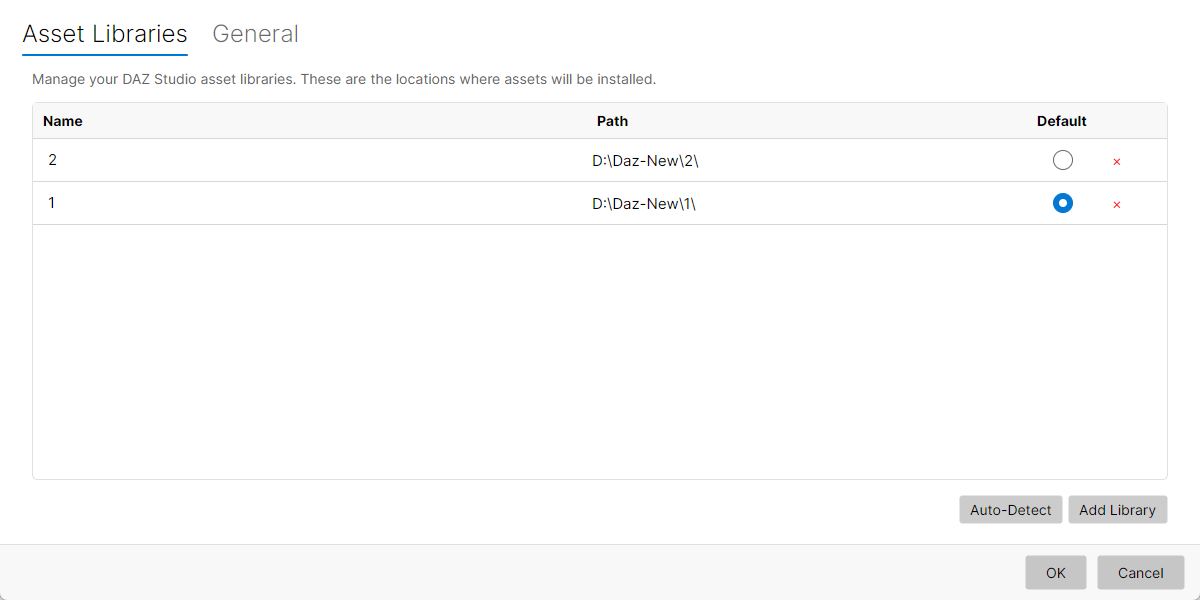 Asset Libraries General
Manage your DAZ Studio asset libraries. These are the locations where assets will be installed.
Name Path Default
2 D:\Daz-New\2\ ×
1 D:\Daz-New\1\ ×
Auto-Detect Add Library
OK Cancel